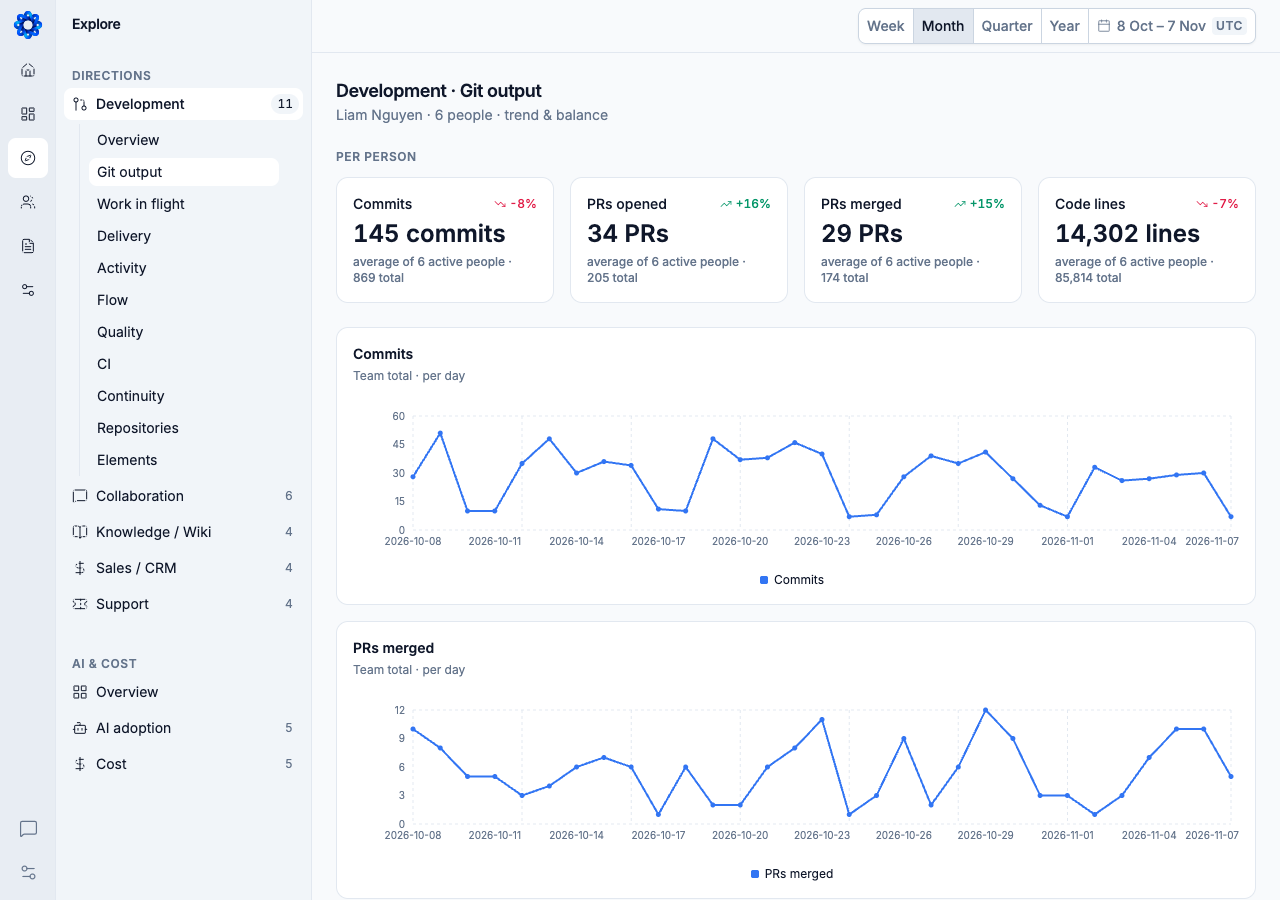 Explore
Week Month Quarter Year 8 Oct – 7 Nov UTC
DIRECTIONS
Development 11
Overview
Git output
Work in flight
Delivery
Activity
Flow
Quality
CI
Continuity
Repositories
Elements
Collaboration 6
Knowledge / Wiki 4
Sales / CRM 4
Support 4
AI & COST
Overview
AI adoption 5
Cost 5
Development · Git output
Liam Nguyen · 6 people · trend & balance
PER PERSON
Commits -8%
145 commits
average of 6 active people ·
869 total
PRs opened +16%
34 PRs
average of 6 active people ·
205 total
PRs merged +15%
29 PRs
average of 6 active people ·
174 total
Code lines -7%
14,302 lines
average of 6 active people ·
85,814 total
Commits
Team total · per day
60
45
30
15
0
2026-10-08 2026-10-11 2026-10-14 2026-10-17 2026-10-20 2026-10-23 2026-10-26 2026-10-29 2026-11-01 2026-11-04 2026-11-07
Commits
PRs merged
Team total · per day
12
9
6
3
0
2026-10-08 2026-10-11 2026-10-14 2026-10-17 2026-10-20 2026-10-23 2026-10-26 2026-10-29 2026-11-01 2026-11-04 2026-11-07
PRs merged